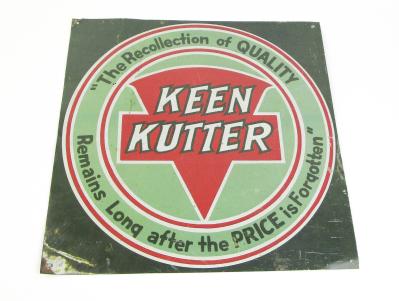 "The Recollection of QUALITY
Remains Long after the PRICE is Forgotten"
KEEN
KUTTER